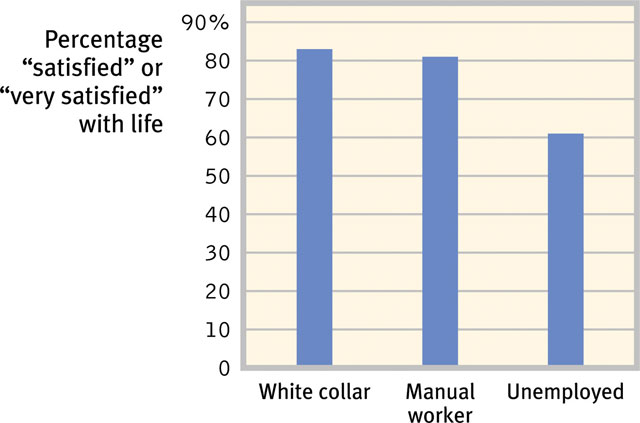 Percentage
“satisfied” or
“very satisfied”
with life
90%
80
70
60
50
40
30
20
10
0
White collar
Manual
worker
Unemployed